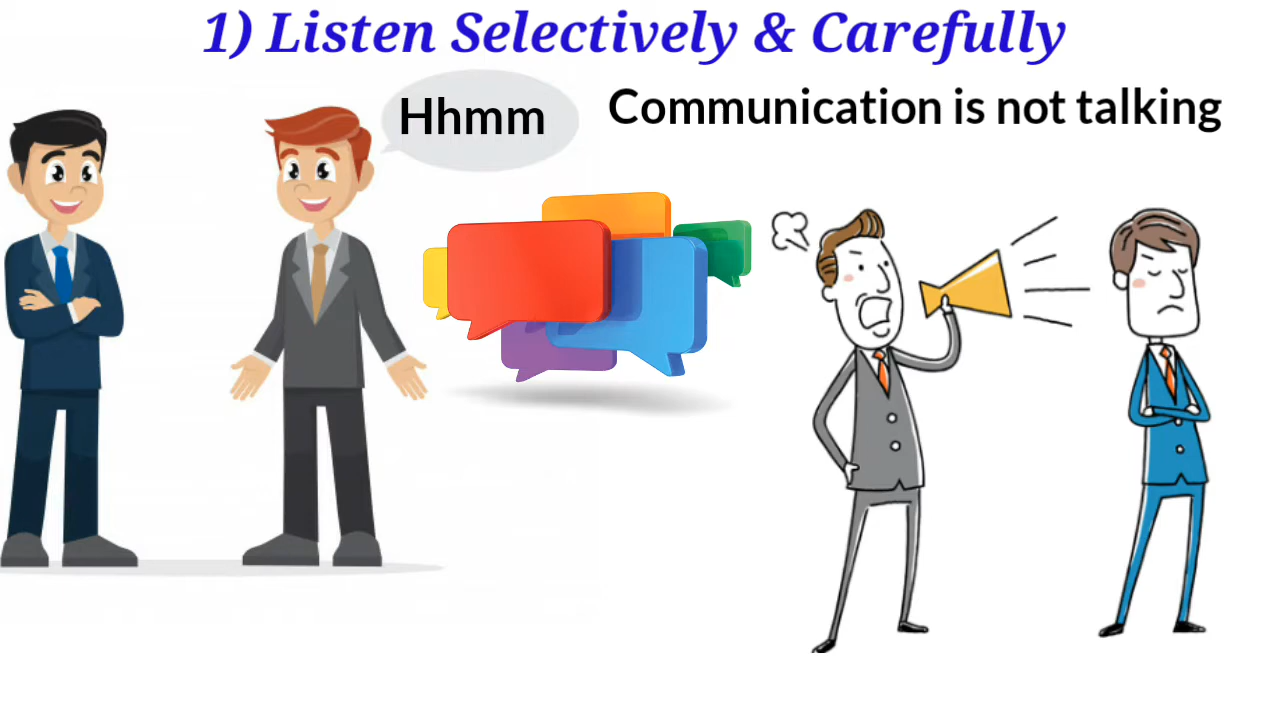 1) Listen Selectively & Carefully
Hhmm
Communication is not talking